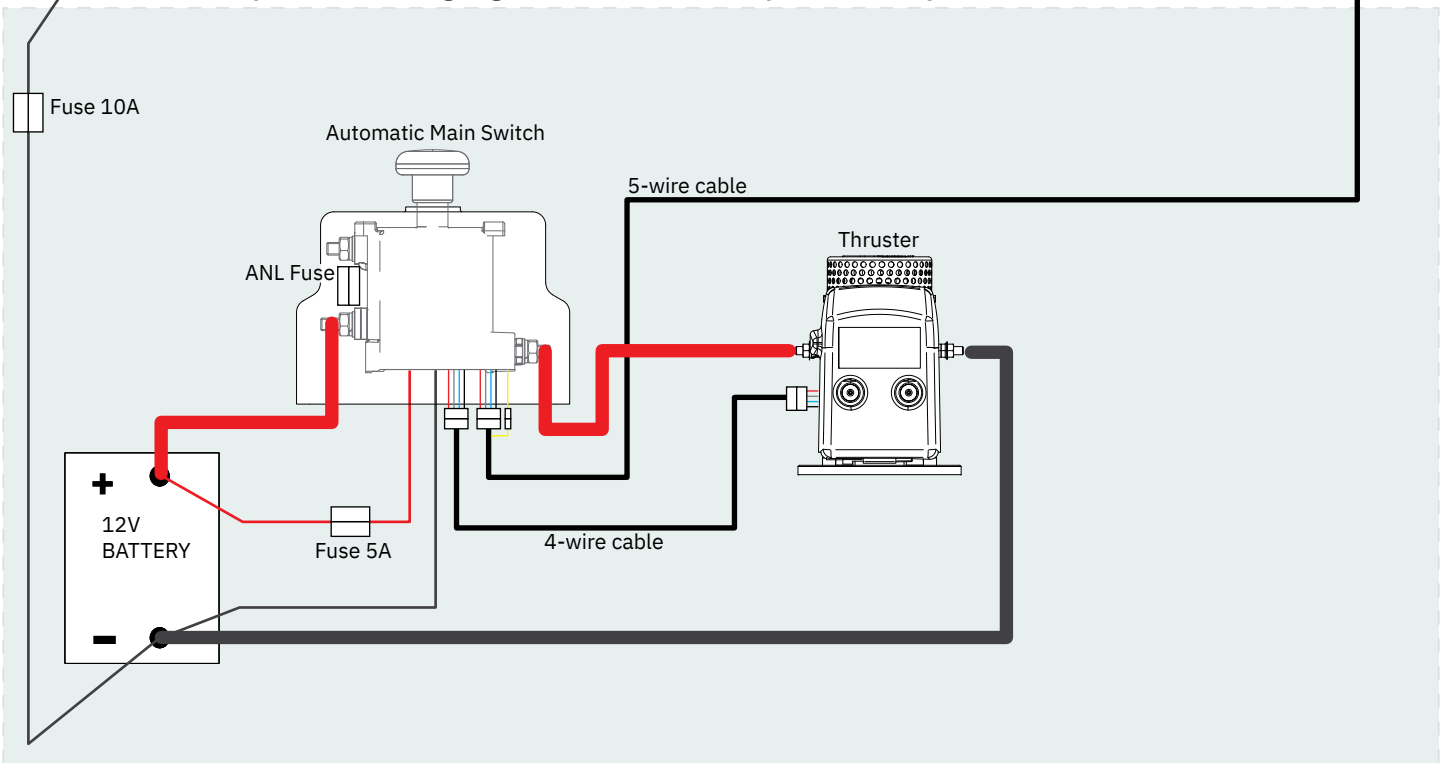 Fuse 10A
Automatic Main Switch
5-wire cable
Thruster
ANL Fuse
+
12V
BATTERY
Fuse 5A
4-wire cable
-